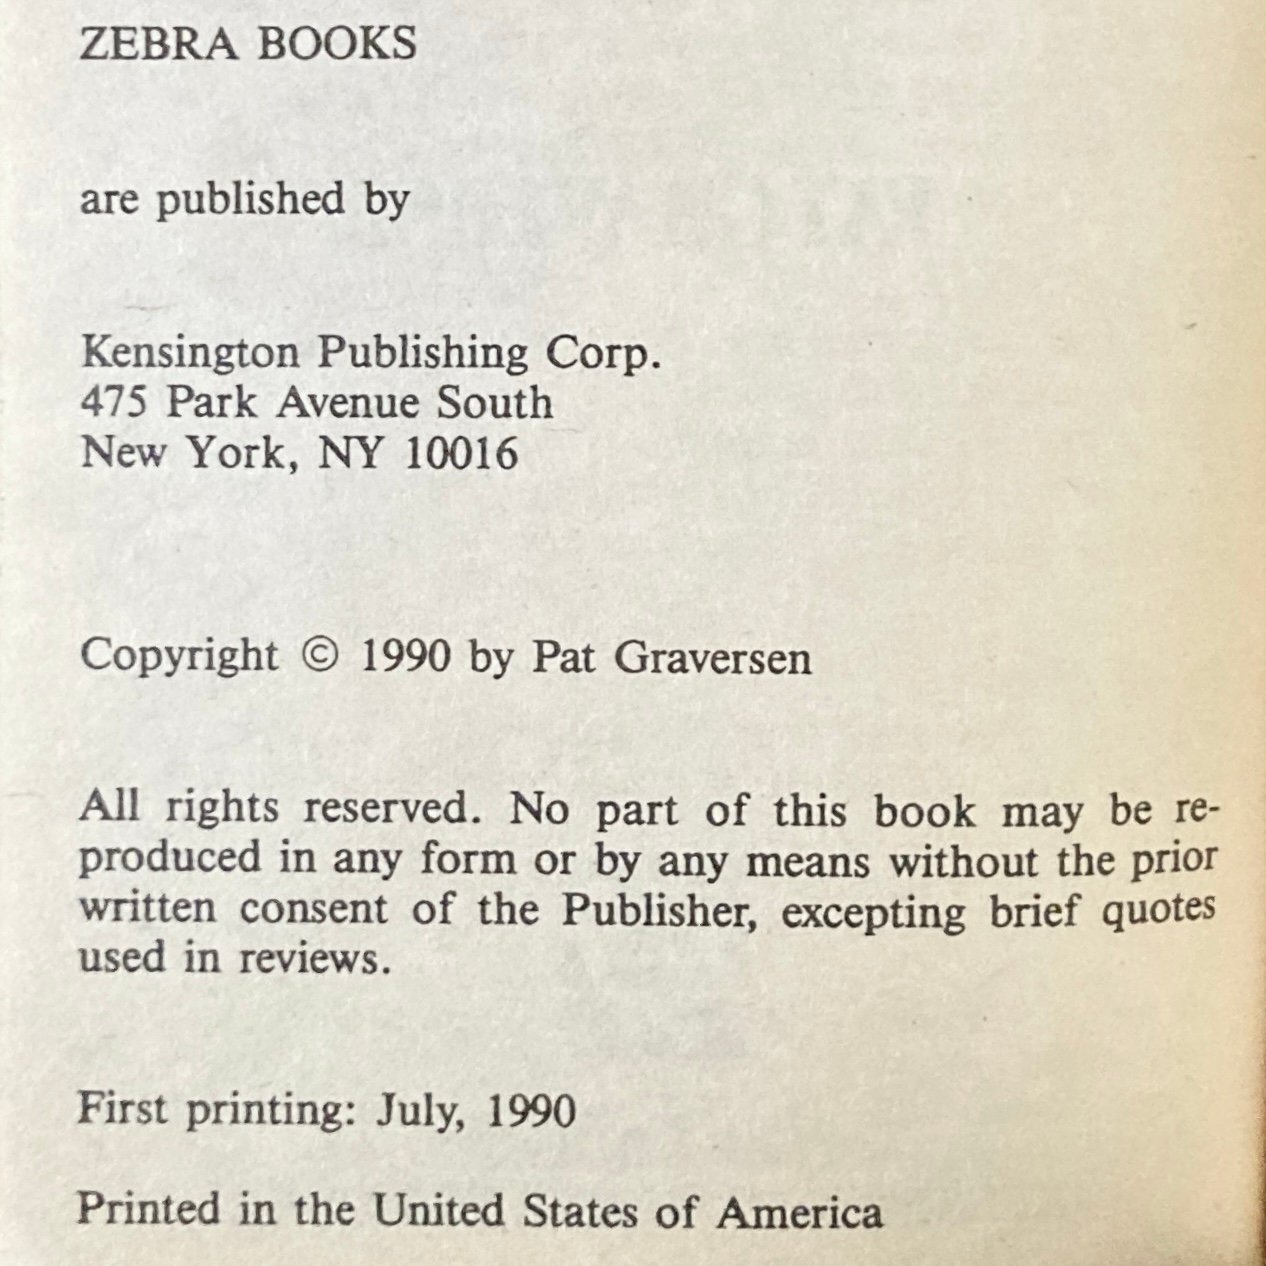 ZEBRA BOOKS
are published by
Kensington Publishing Corp.
475 Park Avenue South
New York, NY 10016
Copyright © 1990 by Pat Graversen
All rights reserved. No part of this book may be re-
produced in any form or by any means without the prior
written consent of the Publisher, excepting brief quotes
used in reviews.
First printing: July, 1990
Printed in the United States of America